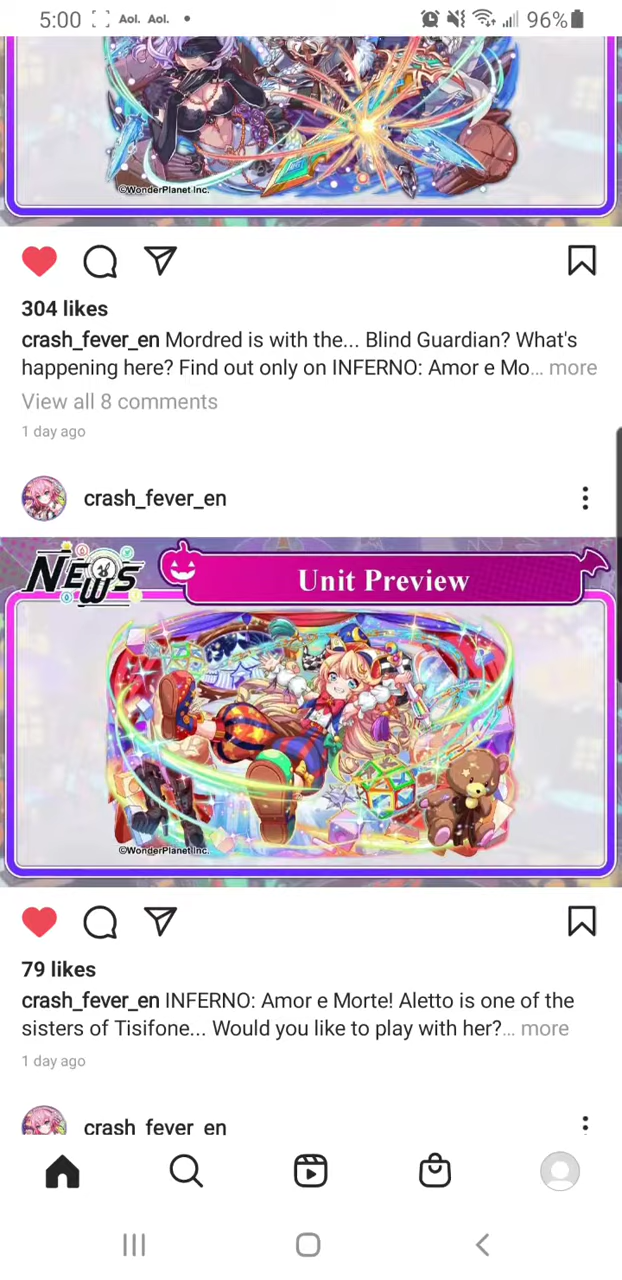 5:00 Aol. Aol. 96%
©WonderPlanet Inc.
304 likes
crash_fever_en Mordred is with the... Blind Guardian? What's
happening here? Find out only on INFERNO: Amor e Mo... more
View all 8 comments
1 day ago
crash_fever_en
NEWS
Unit Preview
©WonderPlanet Inc.
79 likes
crash_fever_en INFERNO: Amor e Morte! Aletto is one of the
sisters of Tisifone... Would you like to play with her?... more
1 day ago
crash_fever_en